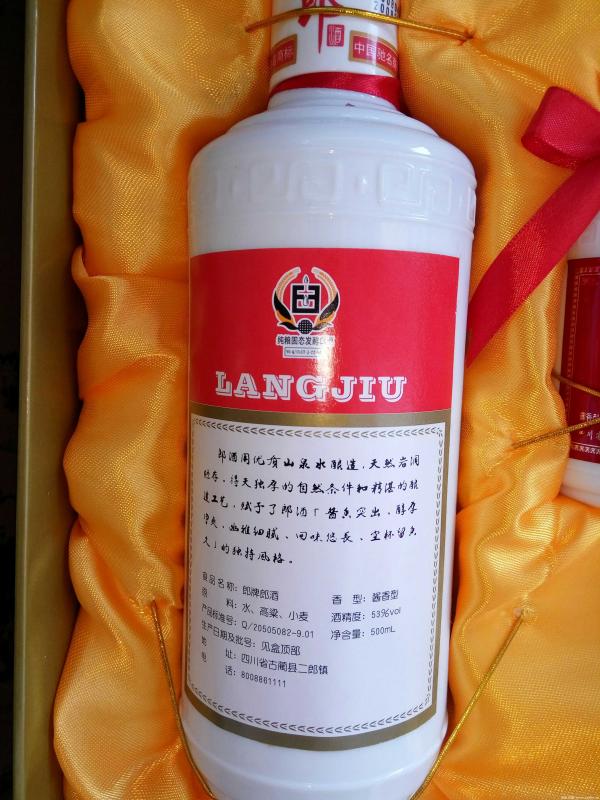 郎
酒
中国驰名商
纯粮固态发酵白酒
LANGJIU
郎酒用优质山泉水酿造,天然岩洞
贮存,得天独厚的自然条件和精湛的酿
造工艺,赋予了郎酒「酱香突出、醇厚
净爽、幽雅细腻、回味悠长、空杯留香
久」的独特风格。
食品名称:郎牌郎酒
香 型:酱香型
原 料:水、高粱、小麦
酒精度:53%vol
产品标准号:Q/20505082-9.01
净含量:500mL
生产日期及批号:见盒顶部
地 址:四川省古蔺县二郎镇
电 话:8008861111